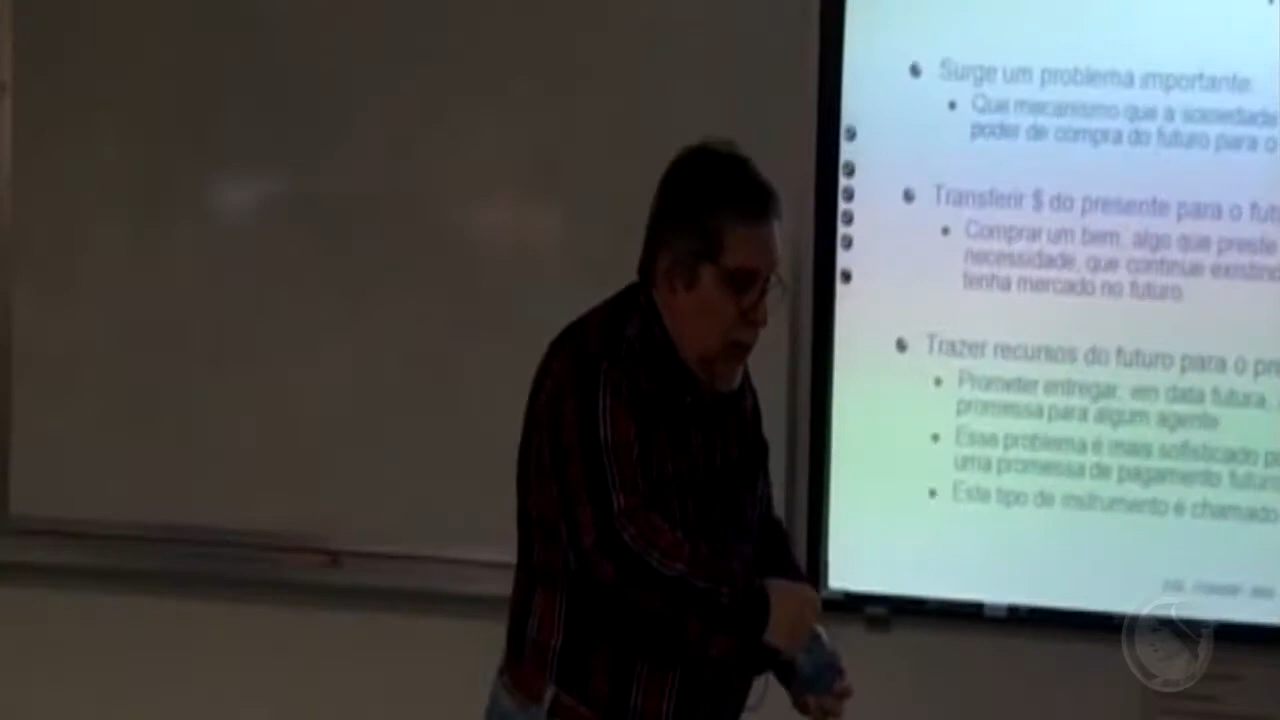 Surge um problema importante
Que mecanismo que a sociedade
poder de compra do futuro para o
Transferir $ do presente para o fut
Comprar um bem, algo que preste
necessidade, que continue existind
tenha mercado no futuro
Trazer recursos do futuro para o pr
Prometer entregar, em data futura,
promessa para algum agente
Esse problema é mais sofisticado p
uma promessa de pagamento futuro
Este tipo de instrumento é chamado